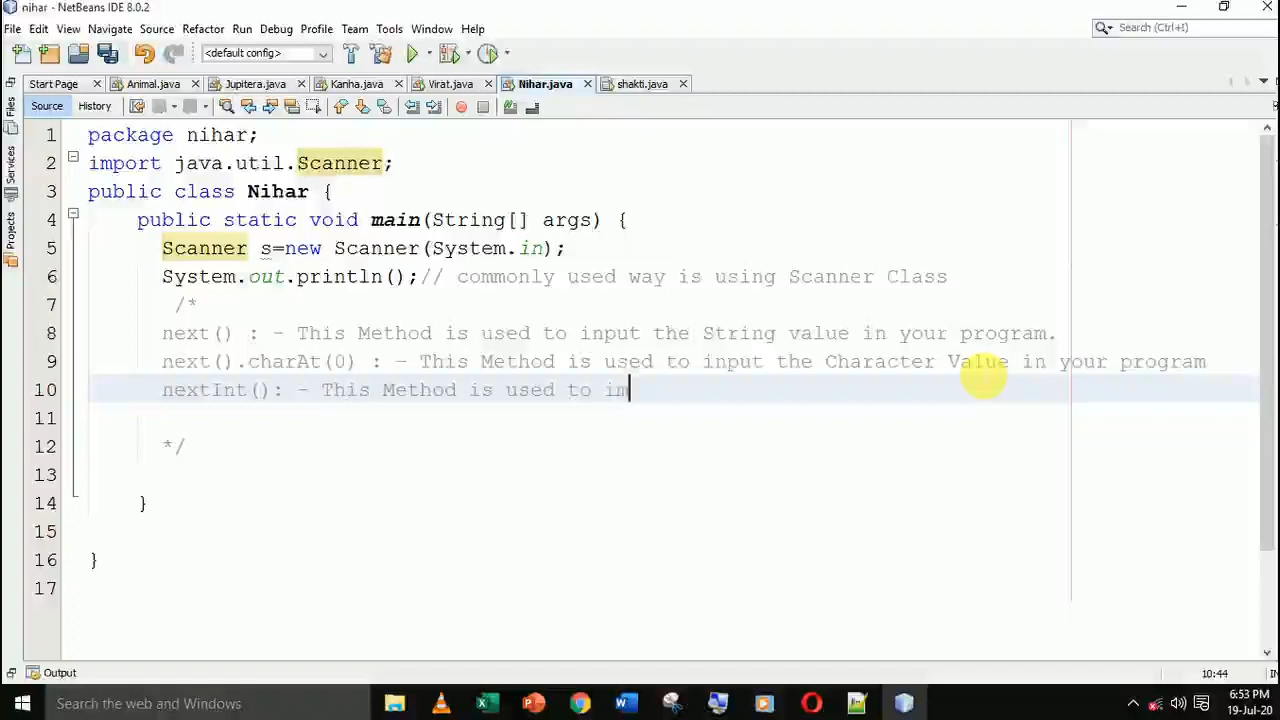 nihar - NetBeans IDE 8.0.2
File Edit View Navigate Source Refactor Run Debug Profile Team Tools Window Help
Search (Ctrl+I)
<default config>
Start Page Animal.java Jupitera.java Kanha.java Virat.java Nihar.java shakti.java
Source History
Files
Services
Projects
1 package nihar;
2 import java.util.Scanner;
3 public class Nihar {
4 public static void main(String[] args) {
5 Scanner s=new Scanner(System.in);
6 System.out.println();// commonly used way is using Scanner Class
7 /*
8 next() : - This Method is used to input the String value in your program.
9 next().charAt(0) : - This Method is used to input the Character Value in your program
10 nextInt(): - This Method is used to im
11
12 */
13
14 }
15
16 }
17
Output
10:44 IN
Search the web and Windows
6:53 PM
19-Jul-20